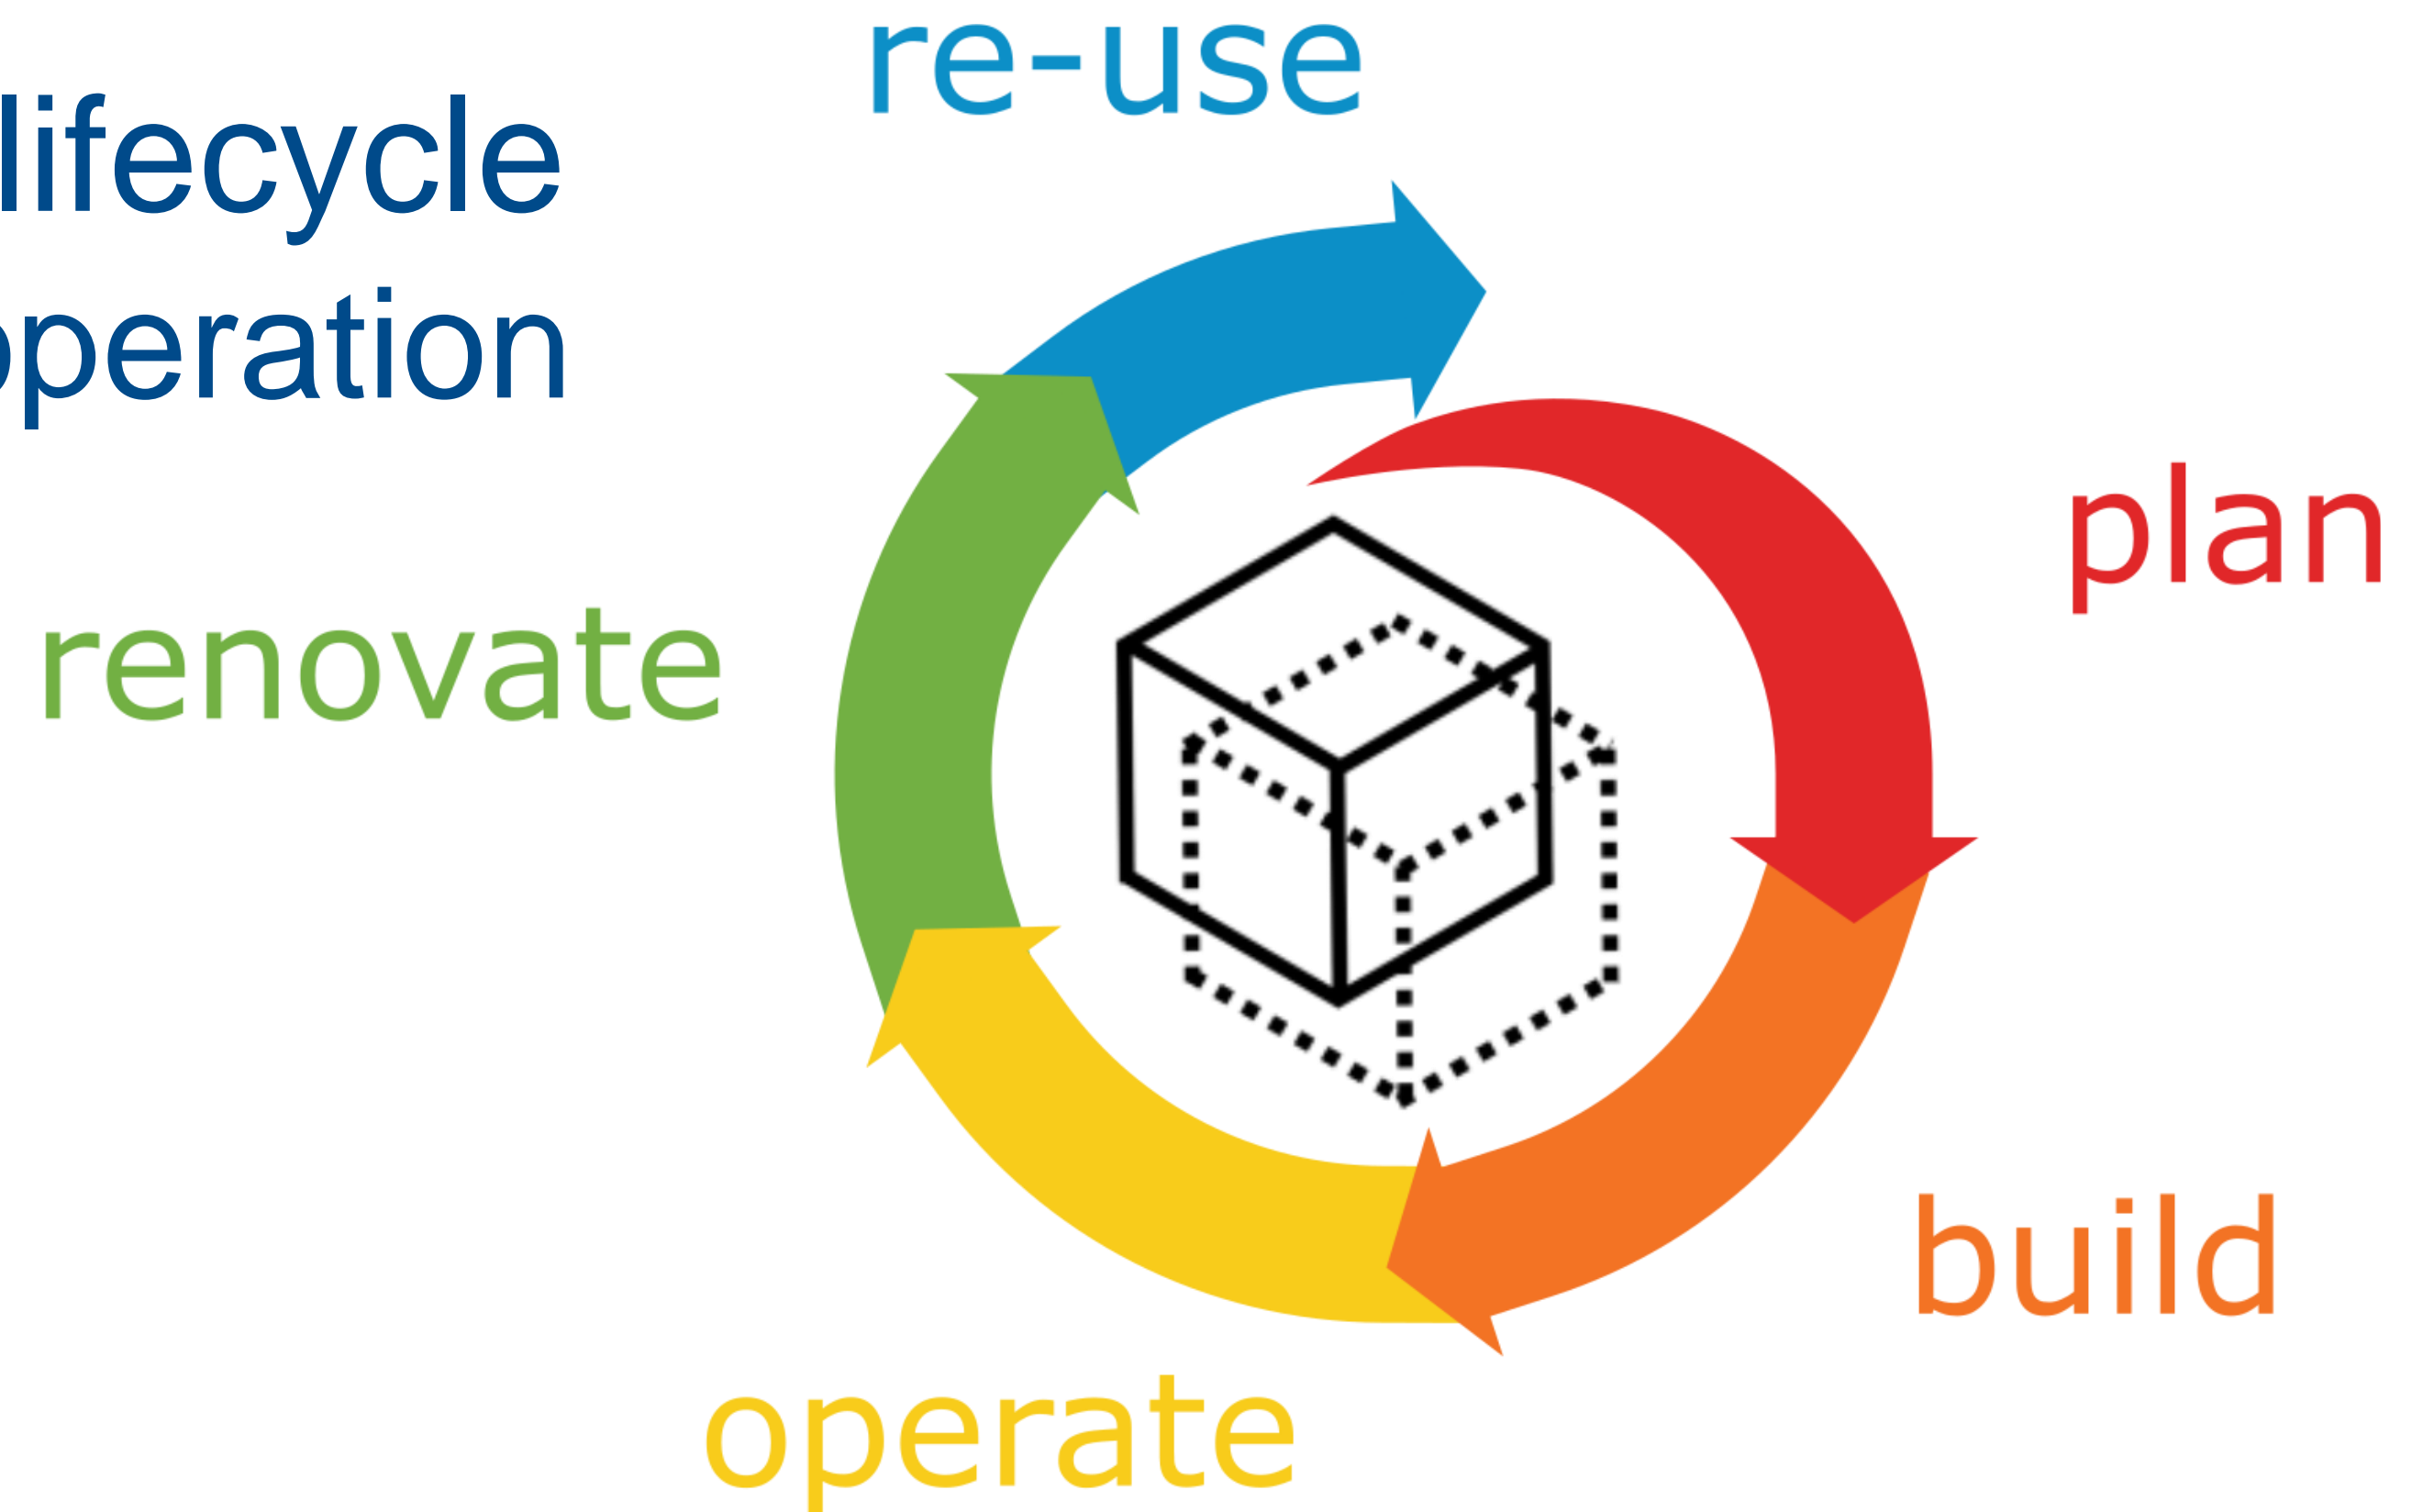 re-use
lifecycle
peration
plan
renovate
build
operate